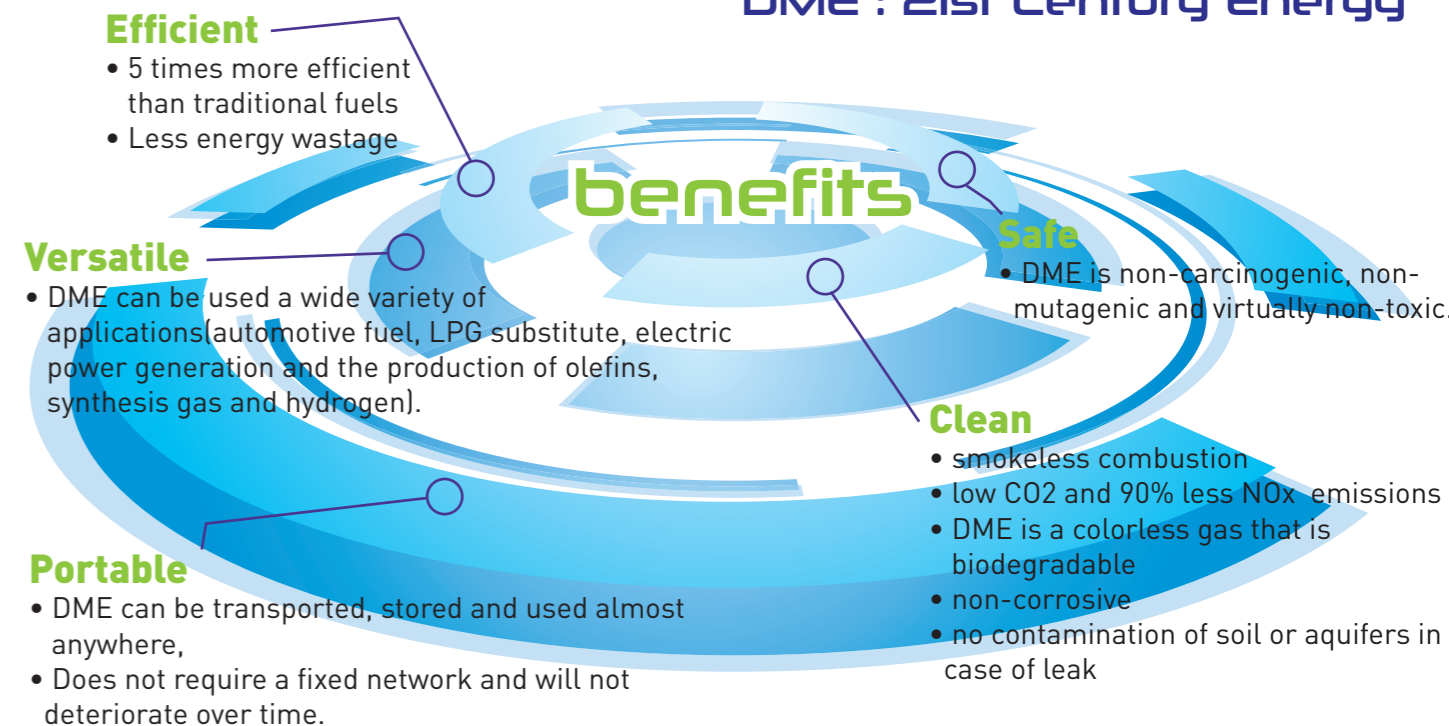 DME : 21st Century Energy
Efficient
• 5 times more efficient
than traditional fuels
• Less energy wastage
benefits
Safe
• DME is non-carcinogenic, non-
mutagenic and virtually non-toxic.
Versatile
• DME can be used a wide variety of
applications(automotive fuel, LPG substitute, electric
power generation and the production of olefins,
synthesis gas and hydrogen).
Clean
• smokeless combustion
• low CO2 and 90% less NOx emissions
• DME is a colorless gas that is
biodegradable
• non-corrosive
• no contamination of soil or aquifers in
case of leak
Portable
• DME can be transported, stored and used almost
anywhere,
• Does not require a fixed network and will not
deteriorate over time.